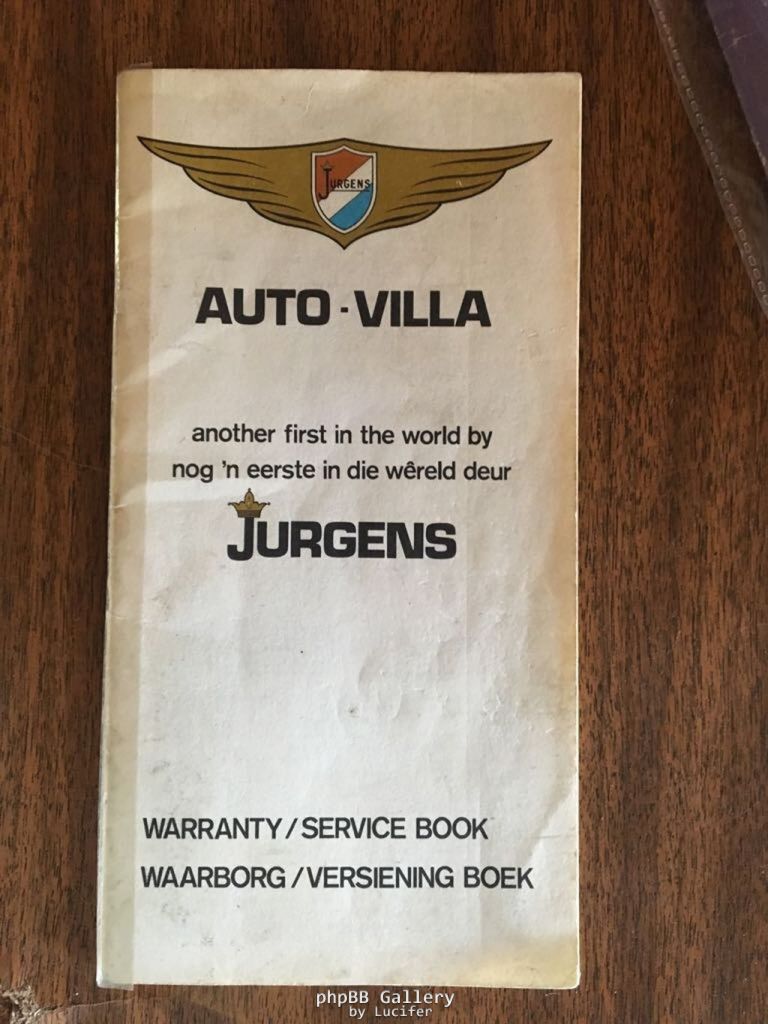 JURGENS
AUTO-VILLA
another first in the world by
nog 'n eerste in die wêreld deur
JURGENS
WARRANTY/SERVICE BOOK
WAARBORG/VERSIENING BOEK
phpBB Gallery
by Lucifer